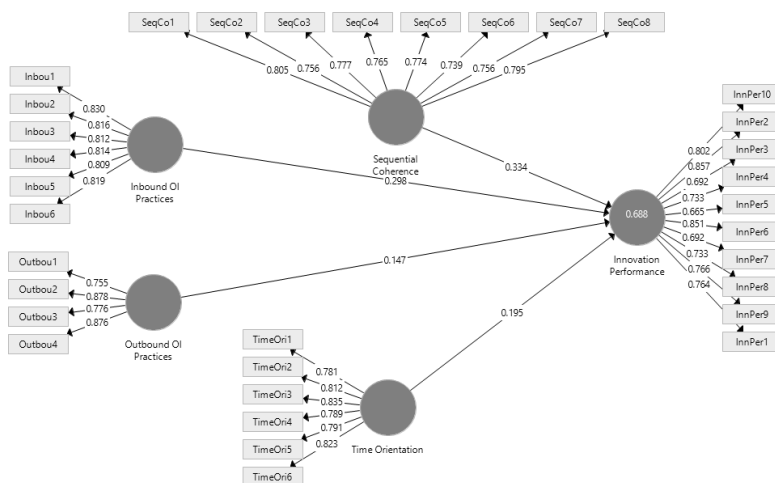 SeqCo1 SeqCo2 SeqCo3 SeqCo4 SeqCo5 SeqCo6 SeqCo7 SeqCo8
0.805 0.756 0.777 0.765 0.774 0.739 0.756 0.795
Inbou1
Inbou2
Inbou3
Inbou4
Inbou5
Inbou6
0.830
0.816
0.812
0.814
0.809
0.819
Inbound OI
Practices
Sequential
Coherence
0.334
0.298
0.147
0.195
Outbou1
Outbou2
Outbou3
Outbou4
0.755
0.878
0.776
0.876
Outbound OI
Practices
TimeOri1
TimeOri2
TimeOri3
TimeOri4
TimeOri5
TimeOri6
0.781
0.812
0.835
0.789
0.791
0.823
Time Orientation
0.688
Innovation
Performance
0.802
0.857
0.692
0.733
0.665
0.851
0.692
0.733
0.766
0.764
InnPer10
InnPer2
InnPer3
InnPer4
InnPer5
InnPer6
InnPer7
InnPer8
InnPer9
InnPer1